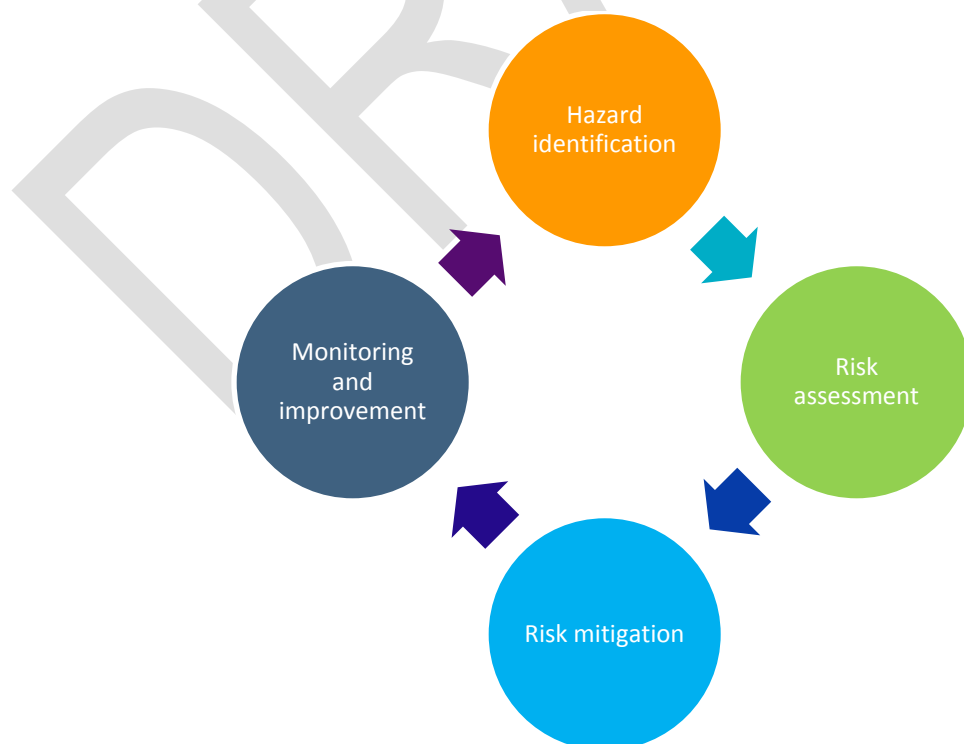 Hazard
identification
Risk
assessment
Risk mitigation
Monitoring
and
improvement